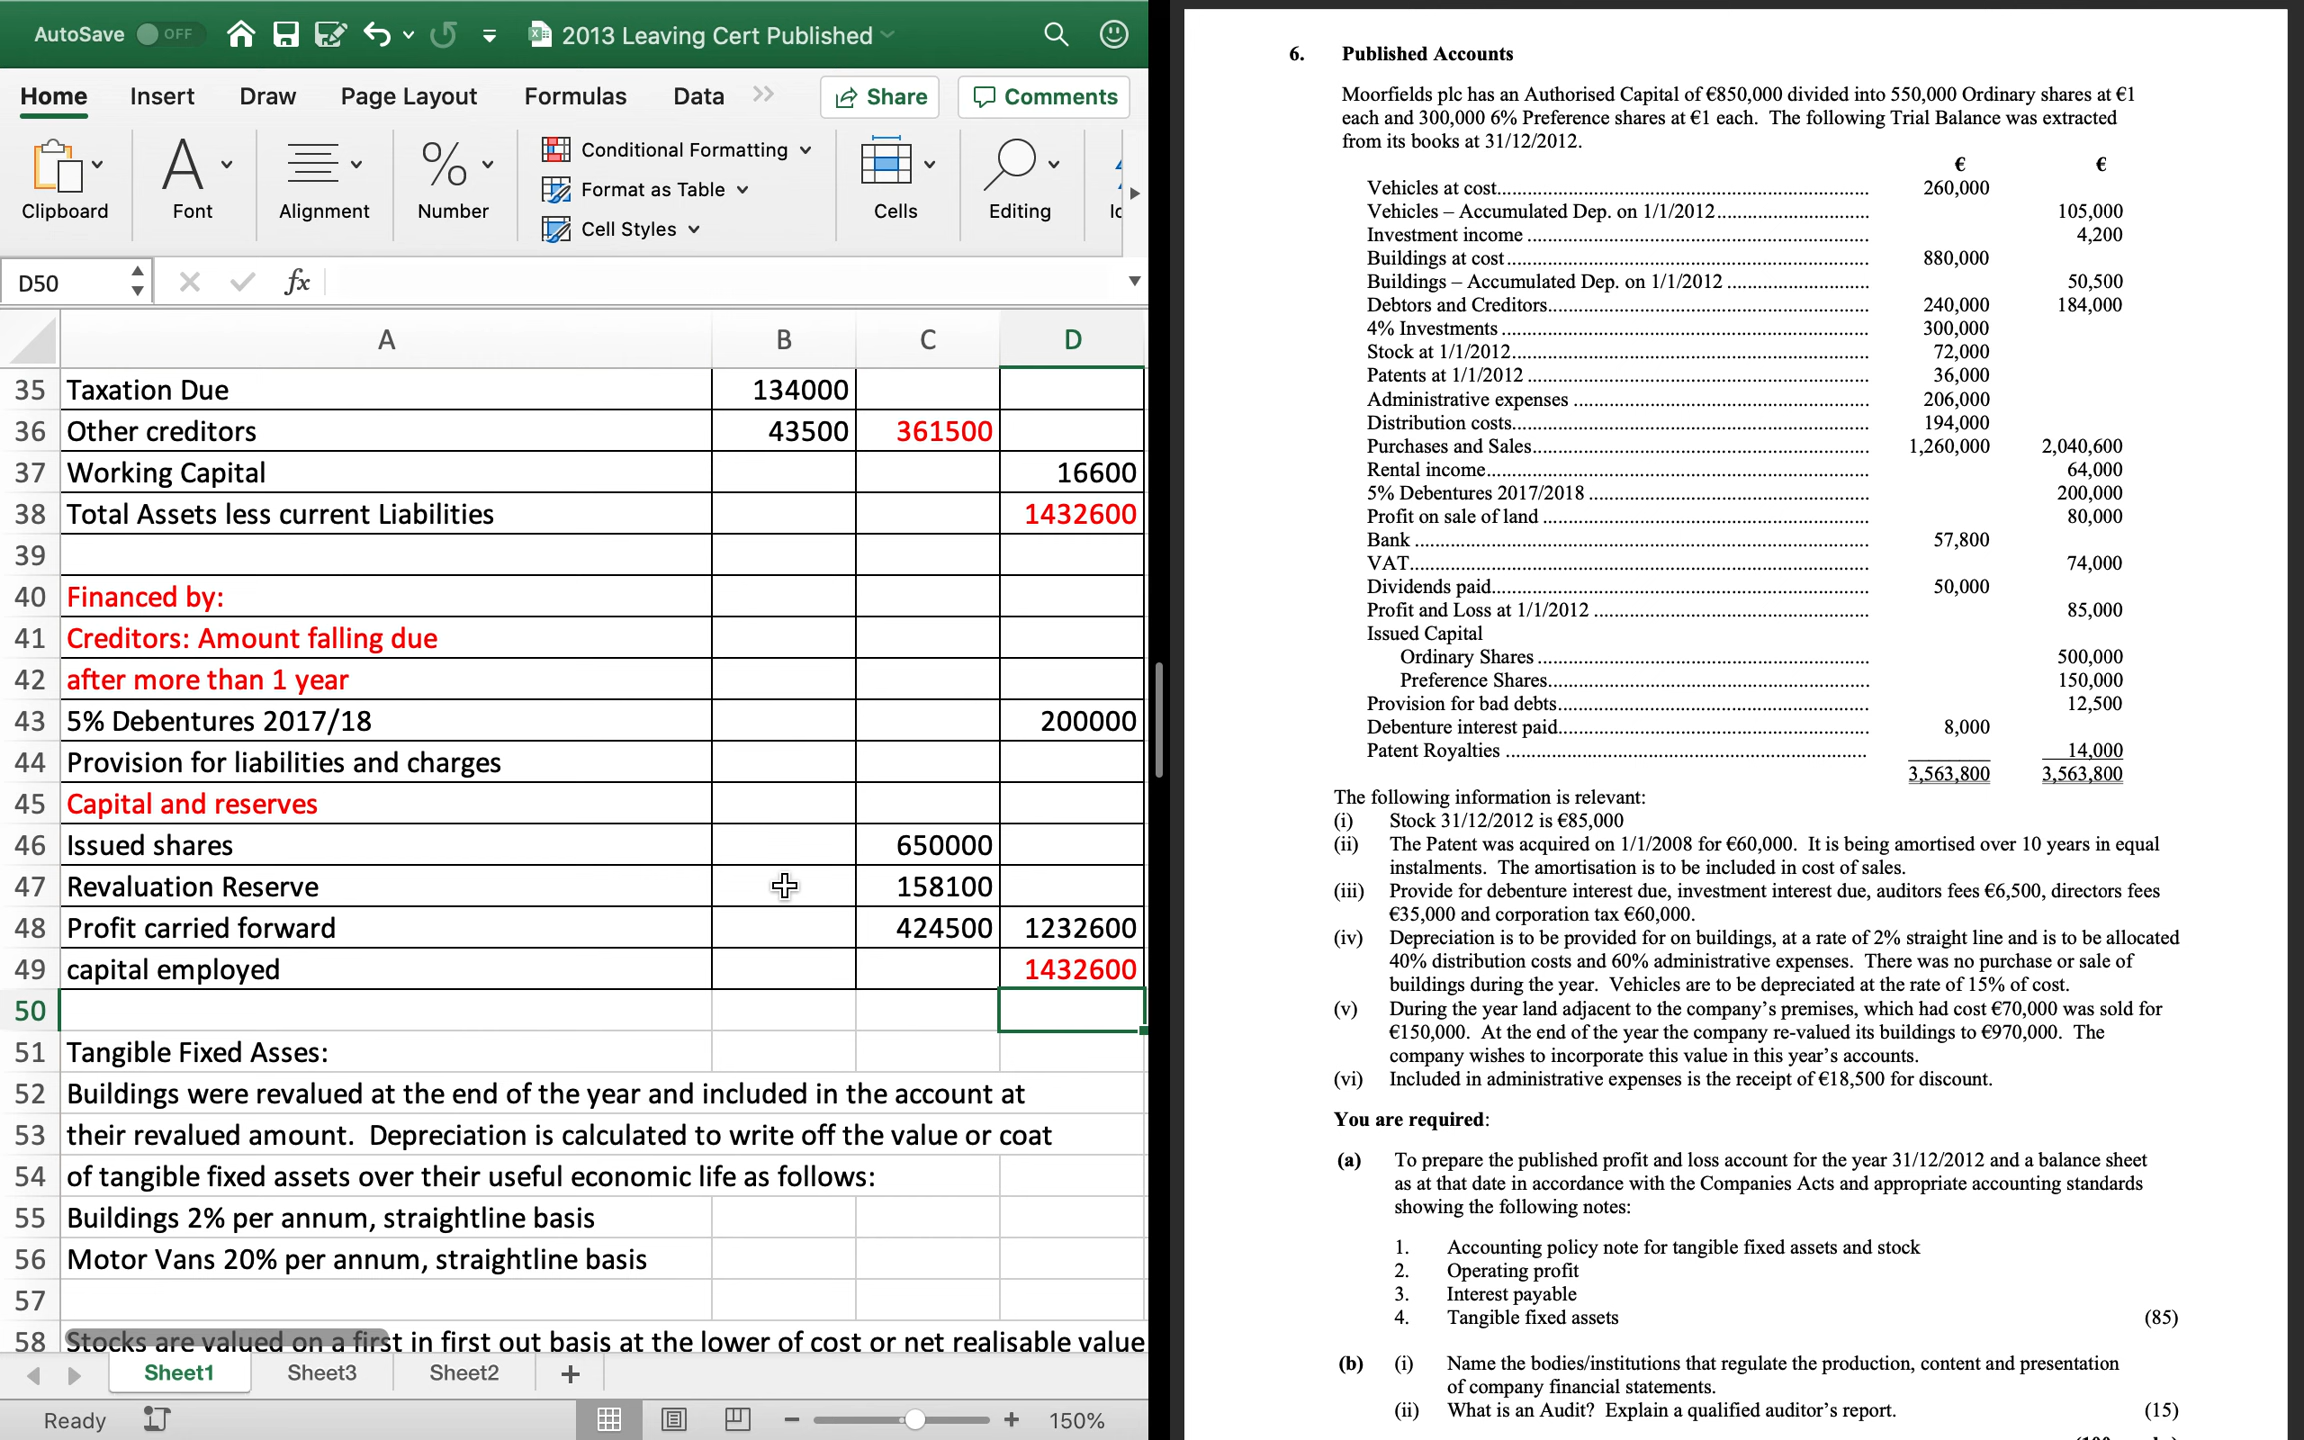 AutoSave OFF 2013 Leaving Cert Published
Home Insert Draw Page Layout Formulas Data Share Comments
Conditional Formatting
Format as Table
Cell Styles
Clipboard Font Alignment Number Cells Editing
D50 fx
A B C D
35 Taxation Due 134000
36 Other creditors 43500 361500
37 Working Capital 16600
38 Total Assets less current Liabilities 1432600
39
40 Financed by:
41 Creditors: Amount falling due
42 after more than 1 year
43 5% Debentures 2017/18 200000
44 Provision for liabilities and charges
45 Capital and reserves
46 Issued shares 650000
47 Revaluation Reserve 158100
48 Profit carried forward 424500 1232600
49 capital employed 1432600
50
51 Tangible Fixed Asses:
52 Buildings were revalued at the end of the year and included in the account at
53 their revalued amount. Depreciation is calculated to write off the value or coat
54 of tangible fixed assets over their useful economic life as follows:
55 Buildings 2% per annum, straightline basis
56 Motor Vans 20% per annum, straightline basis
57
58 Stocks are valued on a first in first out basis at the lower of cost or net realisable value
Sheet1 Sheet3 Sheet2 +
Ready 150%
6. Published Accounts
Moorfields plc has an Authorised Capital of €850,000 divided into 550,000 Ordinary shares at €1
each and 300,000 6% Preference shares at €1 each. The following Trial Balance was extracted
from its books at 31/12/2012.
€ €
Vehicles at cost 260,000
Vehicles – Accumulated Dep. on 1/1/2012 105,000
Investment income 4,200
Buildings at cost 880,000
Buildings – Accumulated Dep. on 1/1/2012 50,500
Debtors and Creditors 240,000 184,000
4% Investments 300,000
Stock at 1/1/2012 72,000
Patents at 1/1/2012 36,000
Administrative expenses 206,000
Distribution costs 194,000
Purchases and Sales 1,260,000 2,040,600
Rental income 64,000
5% Debentures 2017/2018 200,000
Profit on sale of land 80,000
Bank 57,800
VAT 74,000
Dividends paid 50,000
Profit and Loss at 1/1/2012 85,000
Issued Capital
Ordinary Shares 500,000
Preference Shares 150,000
Provision for bad debts 12,500
Debenture interest paid 8,000
Patent Royalties 14,000
3,563,800 3,563,800
The following information is relevant:
(i) Stock 31/12/2012 is €85,000
(ii) The Patent was acquired on 1/1/2008 for €60,000. It is being amortised over 10 years in equal
instalments. The amortisation is to be included in cost of sales.
(iii) Provide for debenture interest due, investment interest due, auditors fees €6,500, directors fees
€35,000 and corporation tax €60,000.
(iv) Depreciation is to be provided for on buildings, at a rate of 2% straight line and is to be allocated
40% distribution costs and 60% administrative expenses. There was no purchase or sale of
buildings during the year. Vehicles are to be depreciated at the rate of 15% of cost.
(v) During the year land adjacent to the company's premises, which had cost €70,000 was sold for
€150,000. At the end of the year the company re-valued its buildings to €970,000. The
company wishes to incorporate this value in this year's accounts.
(vi) Included in administrative expenses is the receipt of €18,500 for discount.
You are required:
(a) To prepare the published profit and loss account for the year 31/12/2012 and a balance sheet
as at that date in accordance with the Companies Acts and appropriate accounting standards
showing the following notes:
1. Accounting policy note for tangible fixed assets and stock
2. Operating profit
3. Interest payable
4. Tangible fixed assets (85)
(b) (i) Name the bodies/institutions that regulate the production, content and presentation
of company financial statements.
(ii) What is an Audit? Explain a qualified auditor's report. (15)